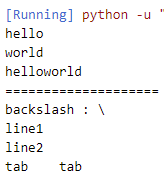 [Running] python -u "
hello
world
helloworld
====================
backslash : \
line1
line2
tab    tab